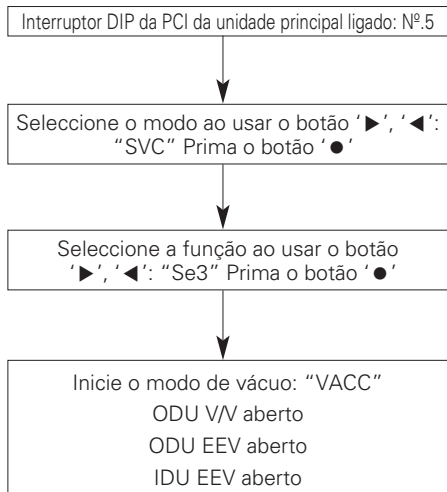 Interruptor DIP da PCI da unidade principal ligado: Nº.5
Seleccione o modo ao usar o botão ‘▶’, ‘◀’:
“SVC” Prima o botão ‘●’
Seleccione a função ao usar o botão
‘▶’, ‘◀’: “Se3” Prima o botão ‘●’
Inicie o modo de vácuo: “VACC”
ODU V/V aberto
ODU EEV aberto
IDU EEV aberto